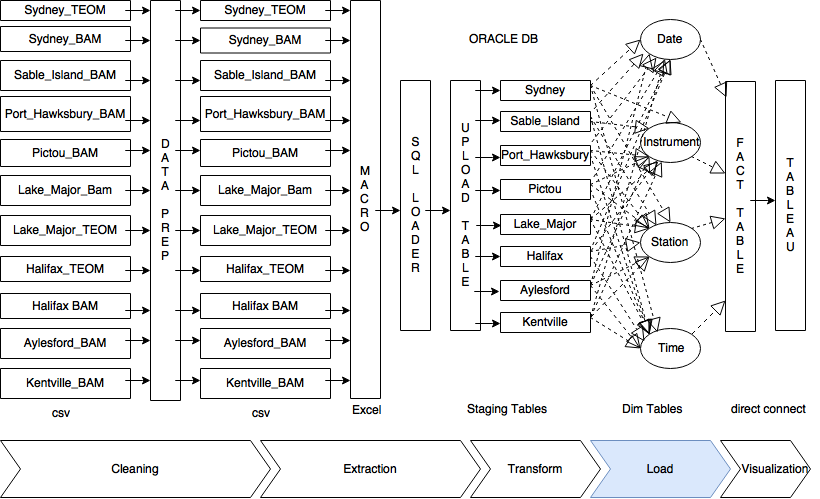 Sydney_TEOM
Sydney_BAM
Sable_Island_BAM
Port_Hawksbury_BAM
Pictou_BAM
Lake_Major_Bam
Lake_Major_TEOM
Halifax_TEOM
Halifax BAM
Aylesford_BAM
Kentville_BAM
csv
DATA PREP
Sydney_TEOM
Sydney_BAM
Sable_Island_BAM
Port_Hawksbury_BAM
Pictou_BAM
Lake_Major_Bam
Lake_Major_TEOM
Halifax_TEOM
Halifax BAM
Aylesford_BAM
Kentville_BAM
csv
MACRO
Excel
SQL LOADER
ORACLE DB
UPLOAD TABLE
Sydney
Sable_Island
Port_Hawksbury
Pictou
Lake_Major
Halifax
Aylesford
Kentville
Staging Tables
Date
Instrument
Station
Time
Dim Tables
FACT TABLE
TABLEAU
direct connect
Cleaning
Extraction
Transform
Load
Visualization